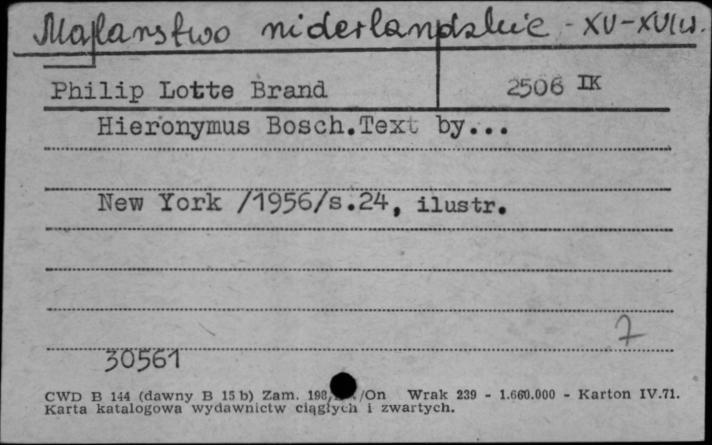 Malarstwo niderlandzkie - XV-XVIw.
Philip Lotte Brand 2506 IK
Hieronymus Bosch.Text by...
New York /1956/s.24, ilustr.
7
30561
CWD B 144 (dawny B 15 b) Zam. 198/On Wrak 239 - 1.660.000 - Karton IV.71.
Karta katalogowa wydawnictw ciągłych i zwartych.